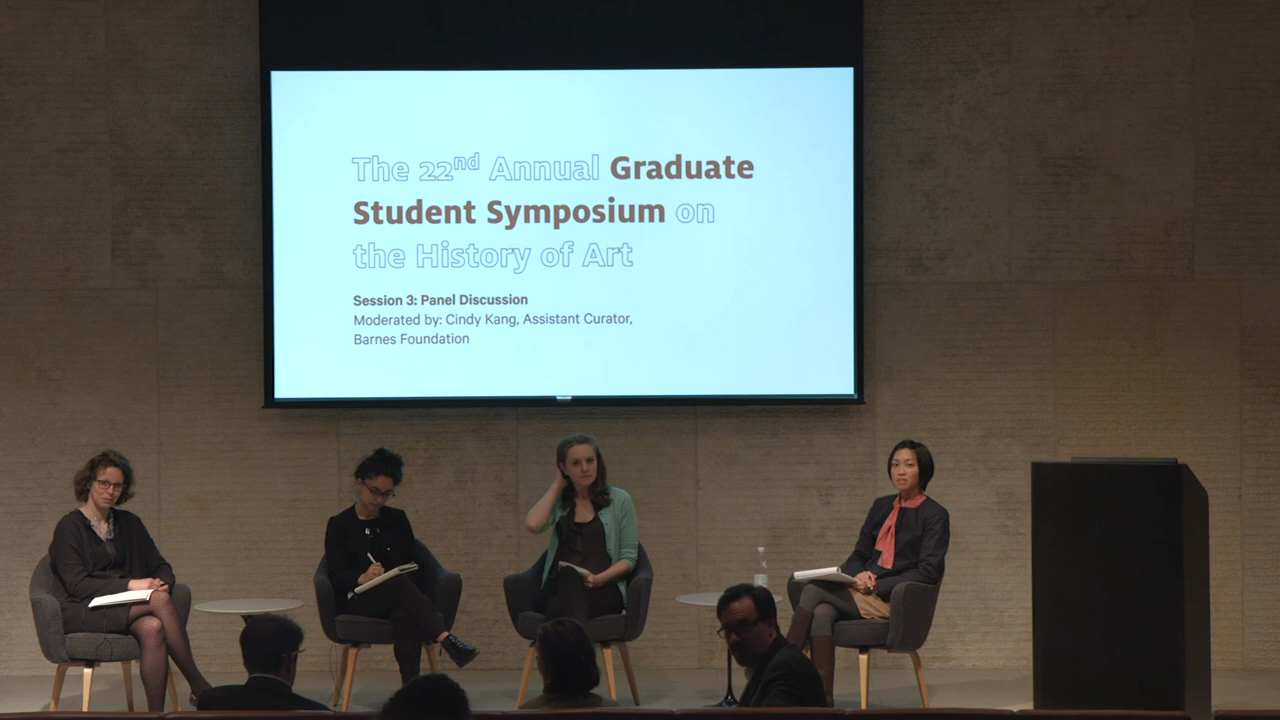 The 22nd Annual Graduate
Student Symposium on
the History of Art
Session 3: Panel Discussion
Moderated by: Cindy Kang, Assistant Curator,
Barnes Foundation